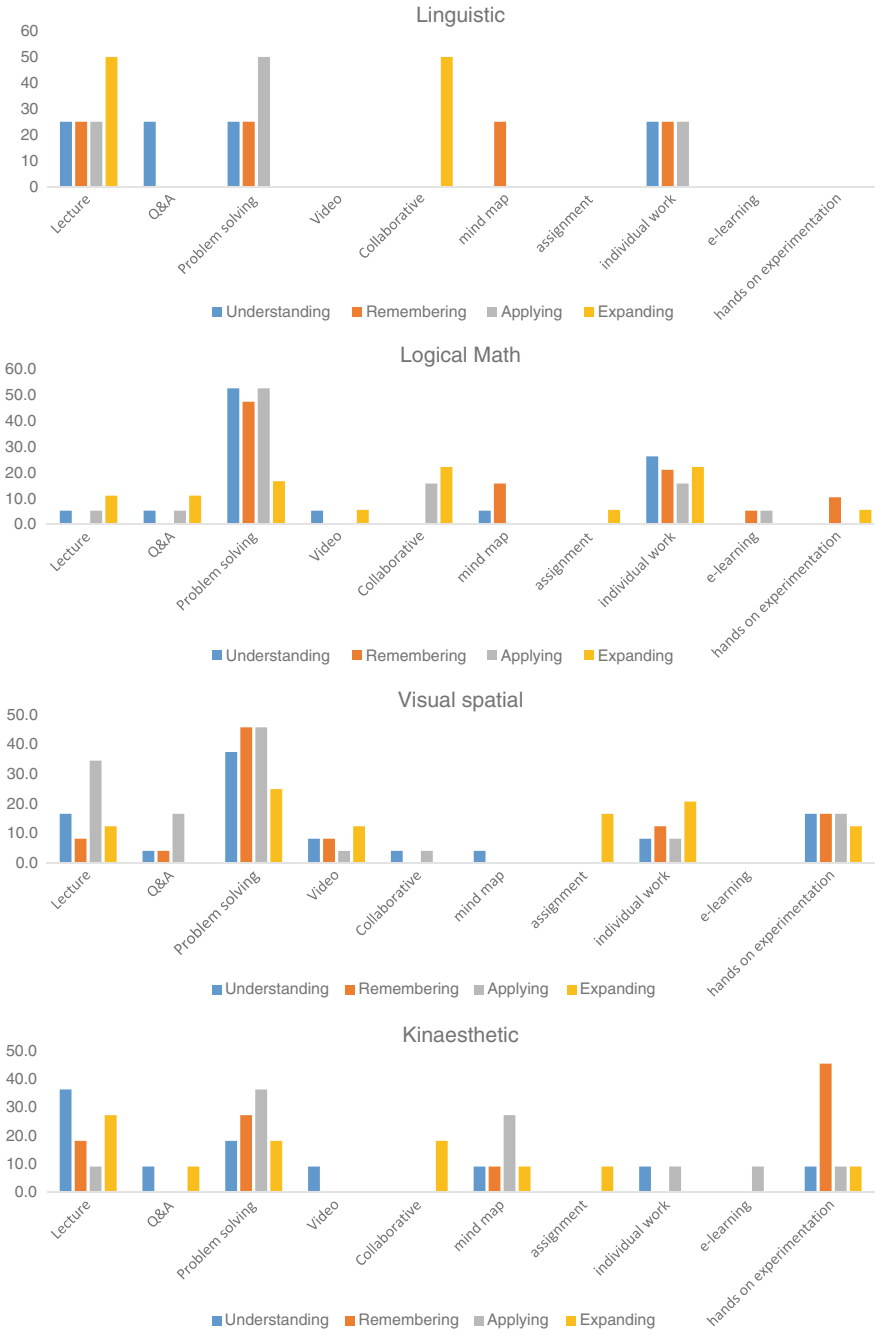 Linguistic
60
50
40
30
20
10
0
Lecture
Q&A
Problem solving
Video
Collaborative
mind map
assignment
individual work
e-learning
hands on experimentation
Understanding Remembering Applying Expanding
Logical Math
60.0
50.0
40.0
30.0
20.0
10.0
0.0
Lecture
Q&A
Problem solving
Video
Collaborative
mind map
assignment
individual work
e-learning
hands on experimentation
Understanding Remembering Applying Expanding
Visual spatial
50.0
40.0
30.0
20.0
10.0
0.0
Lecture
Q&A
Problem solving
Video
Collaborative
mind map
assignment
individual work
e-learning
hands on experimentation
Understanding Remembering Applying Expanding
Kinaesthetic
50.0
40.0
30.0
20.0
10.0
0.0
Lecture
Q&A
Problem solving
Video
Collaborative
mind map
assignment
individual work
e-learning
hands on experimentation
Understanding Remembering Applying Expanding